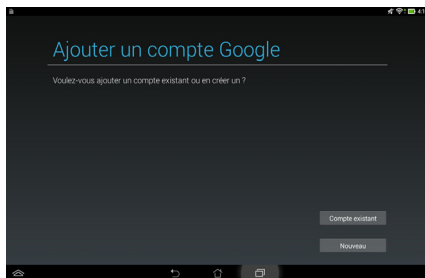 Ajouter un compte Google
Voulez-vous ajouter un compte existant ou en créer un ?
Compte existant
Nouveau